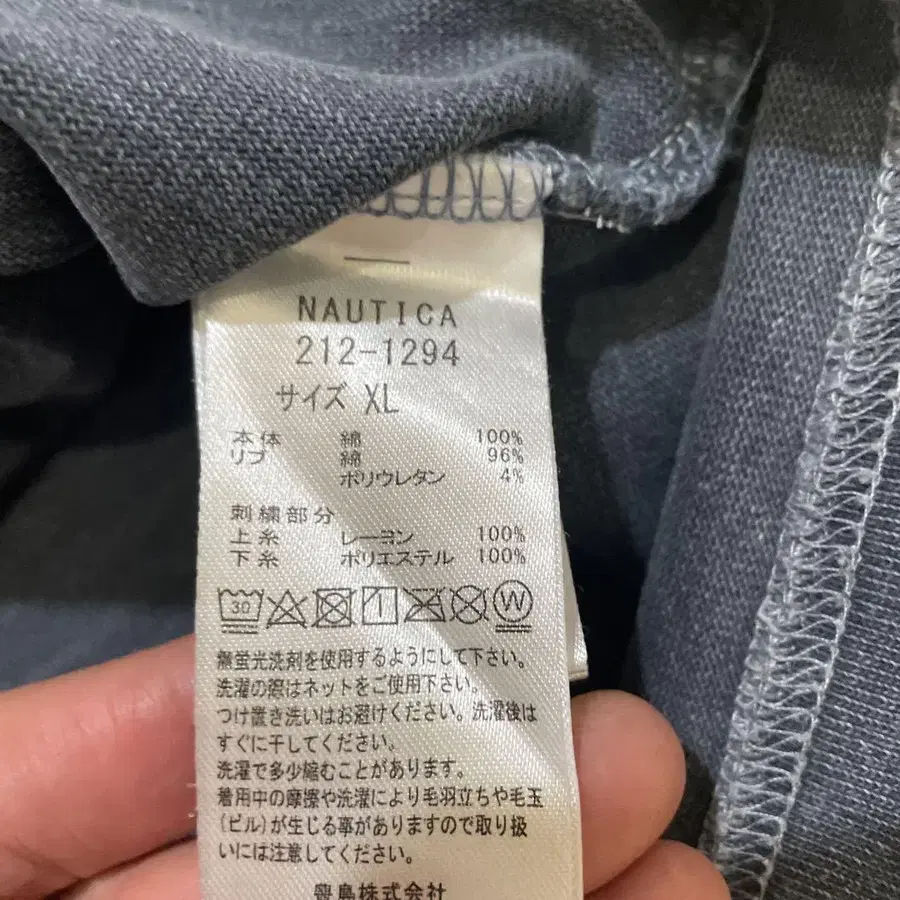 NAUTICA
212-1294
サイズ XL
本体 綿 100%
リブ 綿 96%
ポリウレタン 4%
刺繍部分
上糸 レーヨン 100%
下糸 ポリエステル 100%
30 W
無蛍光洗剤を使用するようにして下さい。
洗濯の際はネットをご使用下さい。
つけ置き洗いはお避けください。洗濯後は
すぐに干してください。
洗濯で多少縮むことがあります。
着用中の摩擦や洗濯により毛羽立ちや毛玉
(ピル)が生じる事がありますので取り扱
いには注意してください。
豊島株式会社